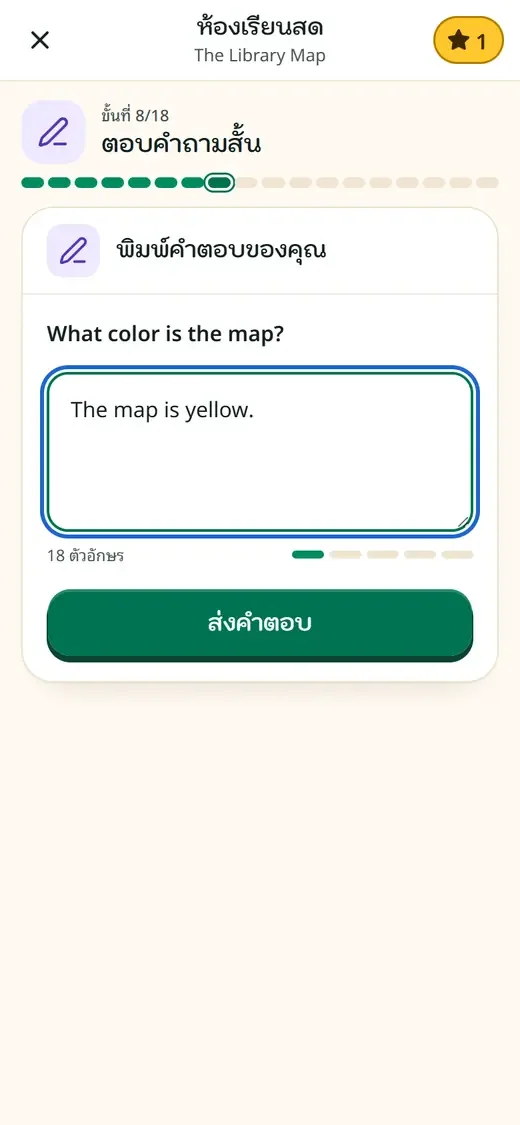 ห้องเรียนสด
The Library Map
1
ขั้นที่ 8/18
ตอบคำถามสั้น
พิมพ์คำตอบของคุณ
What color is the map?
The map is yellow.
18 ตัวอักษร
ส่งคำตอบ